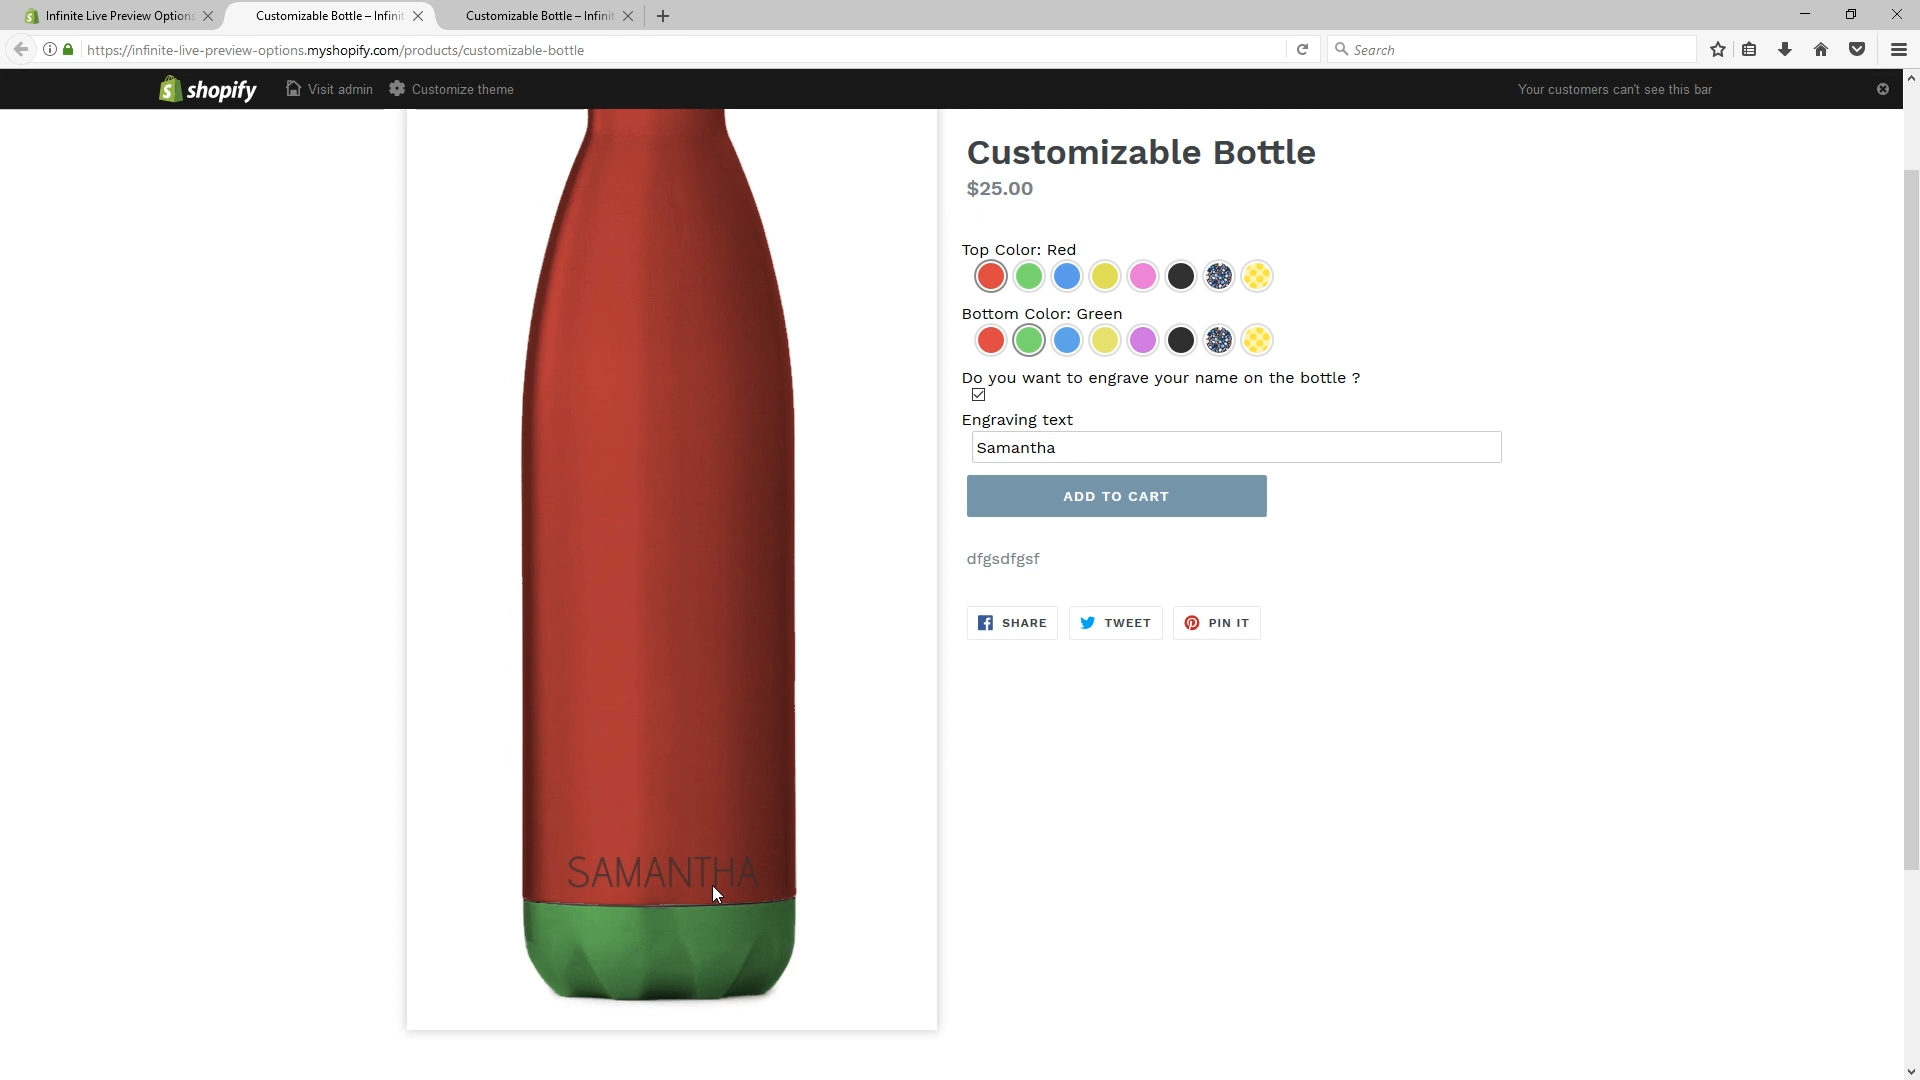 Infinite Live Preview Options
Customizable Bottle – Infinit
Customizable Bottle – Infinit
https://infinite-live-preview-options.myshopify.com/products/customizable-bottle
Search
shopify
Visit admin
Customize theme
Your customers can't see this bar
Customizable Bottle
$25.00
Top Color: Red
Bottom Color: Green
Do you want to engrave your name on the bottle ?
Engraving text
Samantha
ADD TO CART
dfgsdfgsf
SHARE
TWEET
PIN IT
SAMANTHA